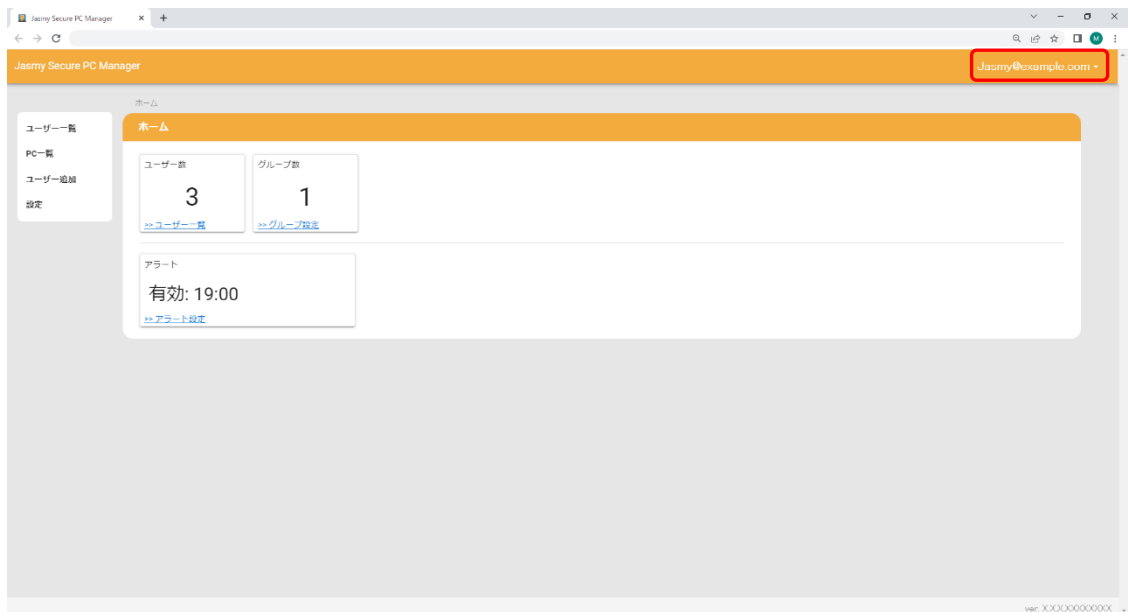 Jasmy Secure PC Manager
M
Jasmy Secure PC Manager
Jasmy@example.com
ホーム
ユーザー一覧
PC一覧
ユーザー追加
設定
ホーム
ユーザー数
3
>> ユーザー一覧
グループ数
1
>> グループ設定
アラート
有効: 19:00
>> アラート設定
ver. X.X.XXXXXXXXX